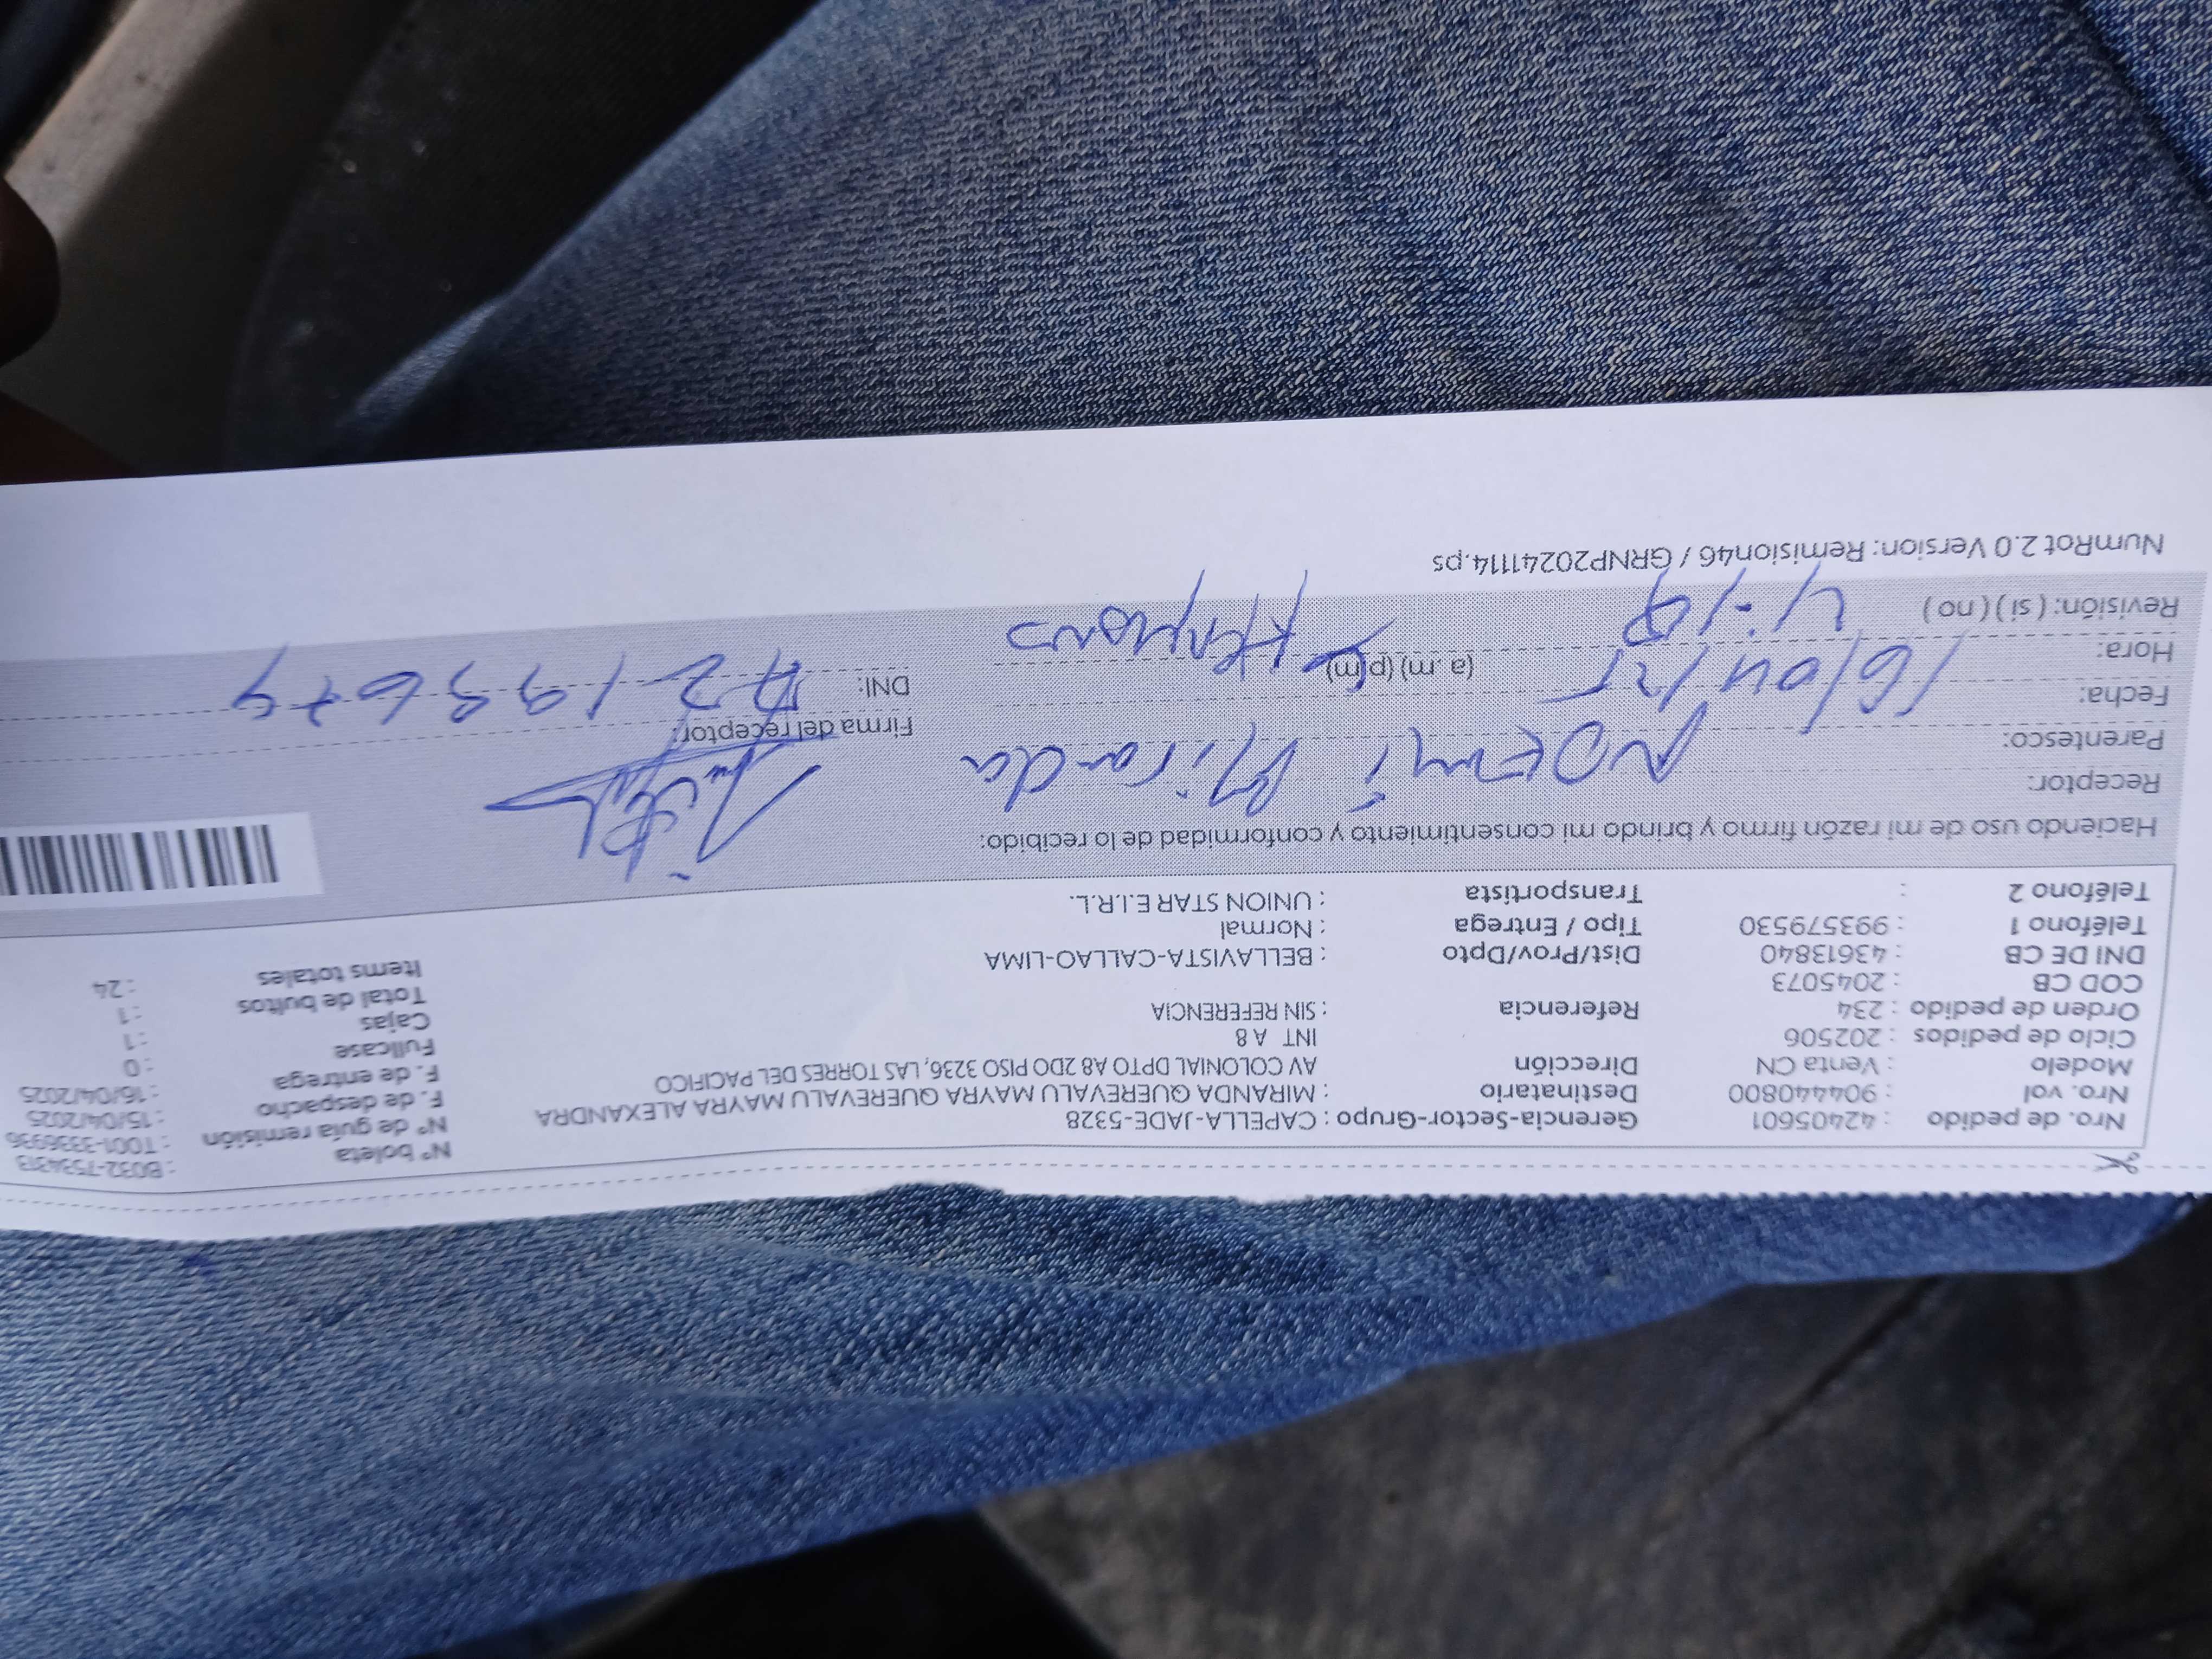 Nro. de pedido : 42405601 Gerencia-Sector-Grupo : CAPELLA-JADE-5328 N° boleta : B032-7534313
Nro. vol : 904440800 Destinatario : MIRANDA QUEREVALU MAYRA QUEREVALU MAYRA ALEXANDRA N° de guía remisión : T001-3336936
Modelo : Venta CN Dirección AV COLONIAL DPTO A8 2DO PISO 3236, LAS TORRES DEL PACIFICO F. de despacho : 15/04/2025
Ciclo de pedidos : 202506 INT A 8 F. de entrega : 16/04/2025
Orden de pedido : 234 Referencia : SIN REFERENCIA Fullcase : 0
COD CB : 2045073 Cajas : 1
DNI DE CB : 43613840 Dist/Prov/Dpto : BELLAVISTA-CALLAO-LIMA Total de bultos : 1
Teléfono 1 : 993579530 Tipo / Entrega : Normal Items totales : 24
Teléfono 2 : Transportista : UNION STAR E.I.R.L.
Haciendo uso de mi razón firmo y brindo mi consentimiento y conformidad de lo recibido:
Receptor: NOEMI Miranda
Parentesco: Firma del receptor:
Fecha: 16/04/25 DNI: 72193679
Hora: (a. m) (p. m)
Revisión: ( si ) ( no )
NumRot 2.0 Version: Remision46 / GRNP20241114.ps